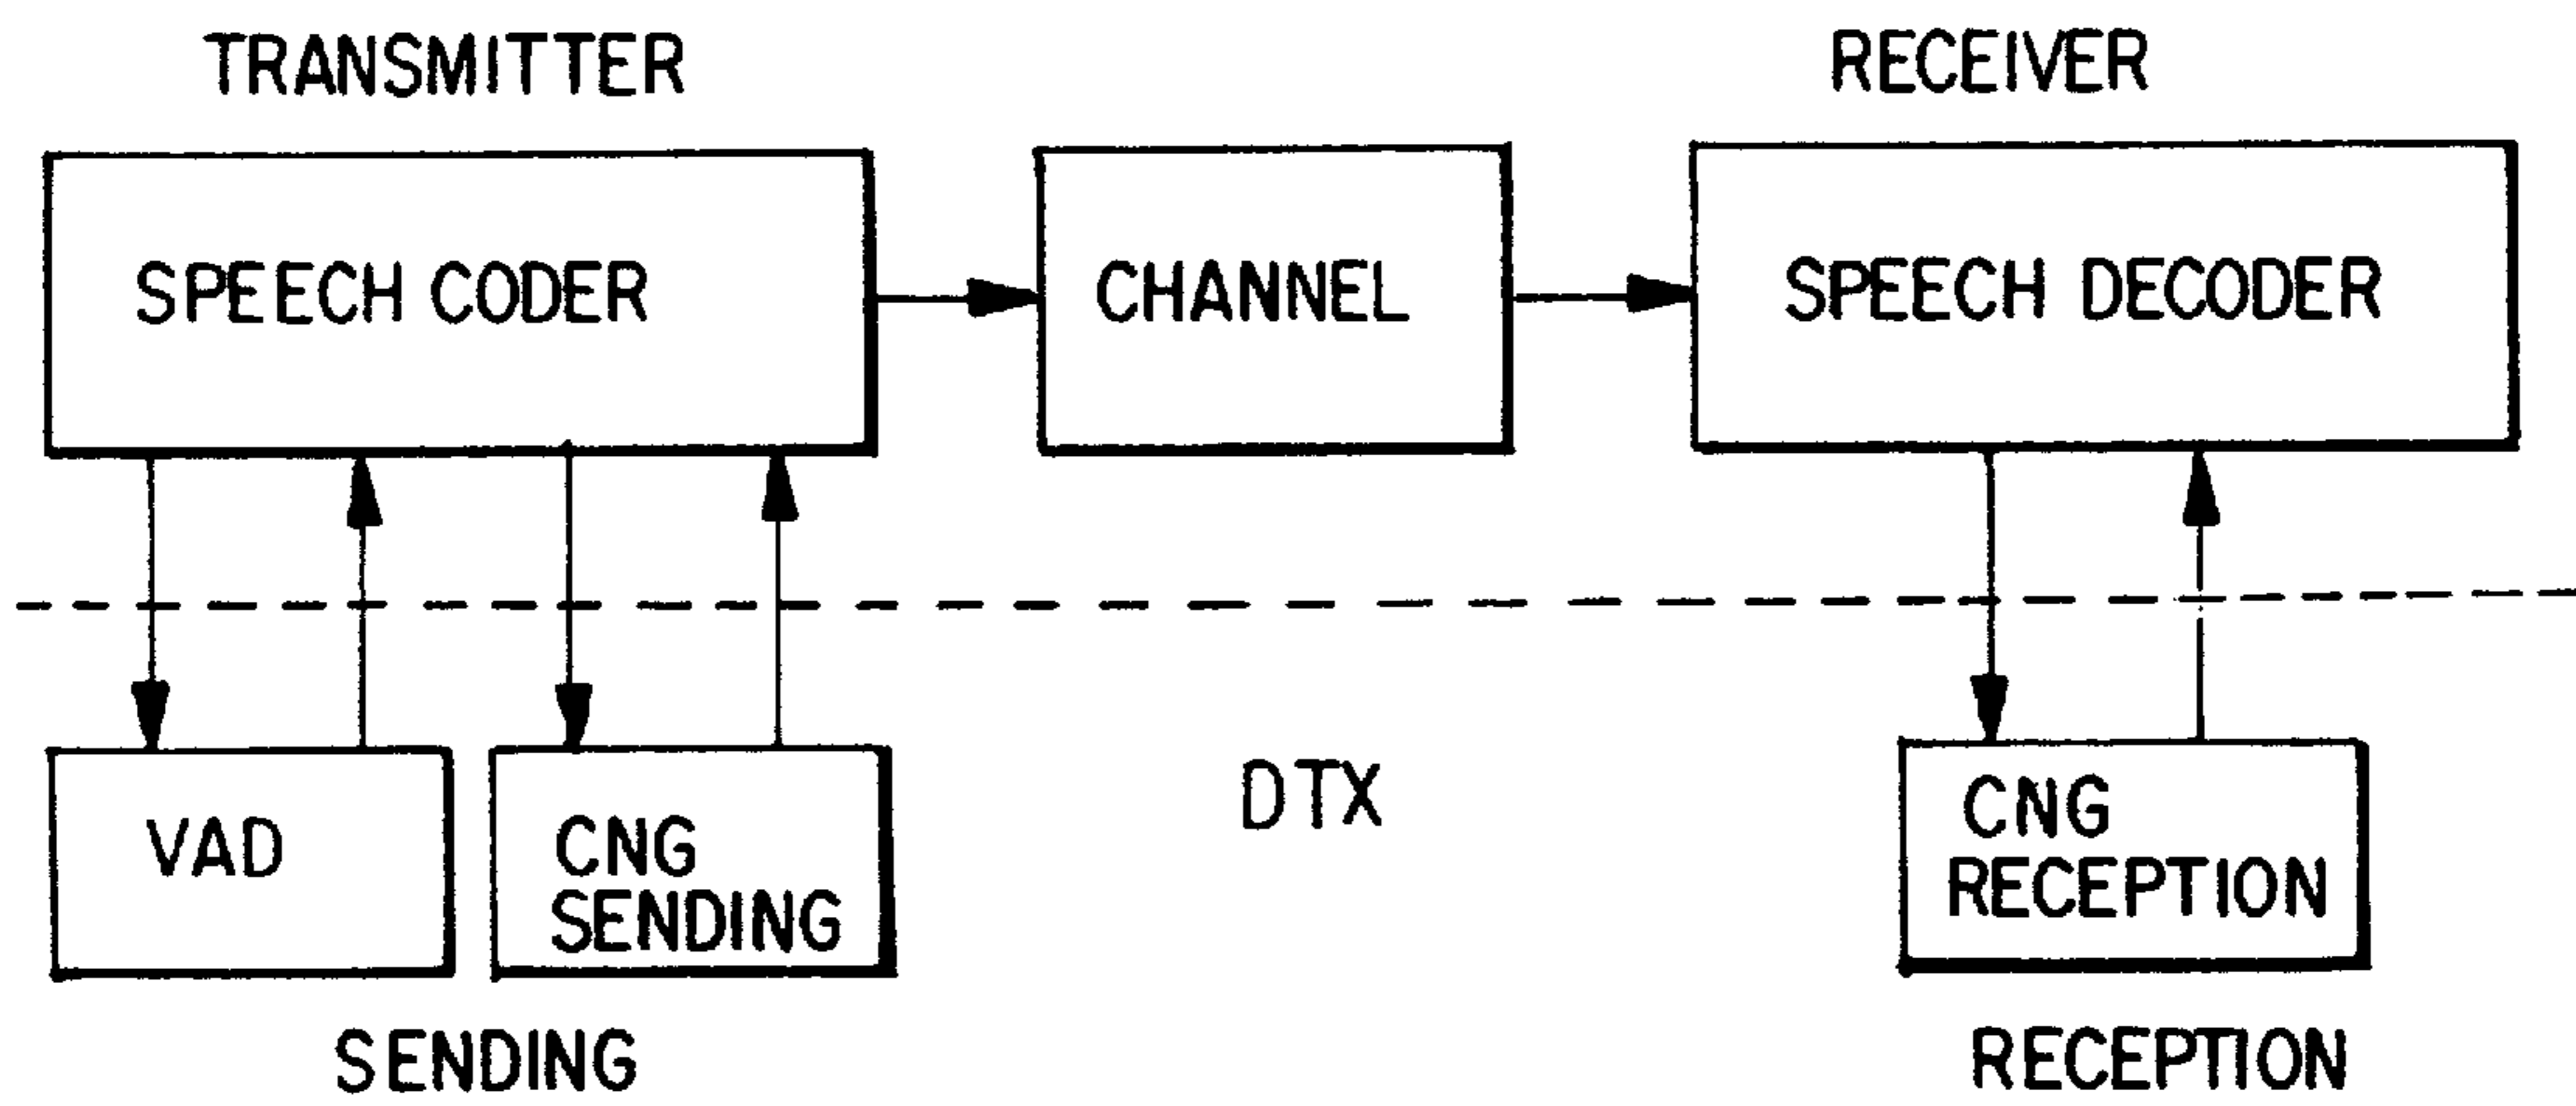 TRANSMITTER
RECEIVER
SPEECH CODER
CHANNEL
SPEECH DECODER
VAD
CNG
SENDING
DTX
CNG
RECEPTION
SENDING
RECEPTION